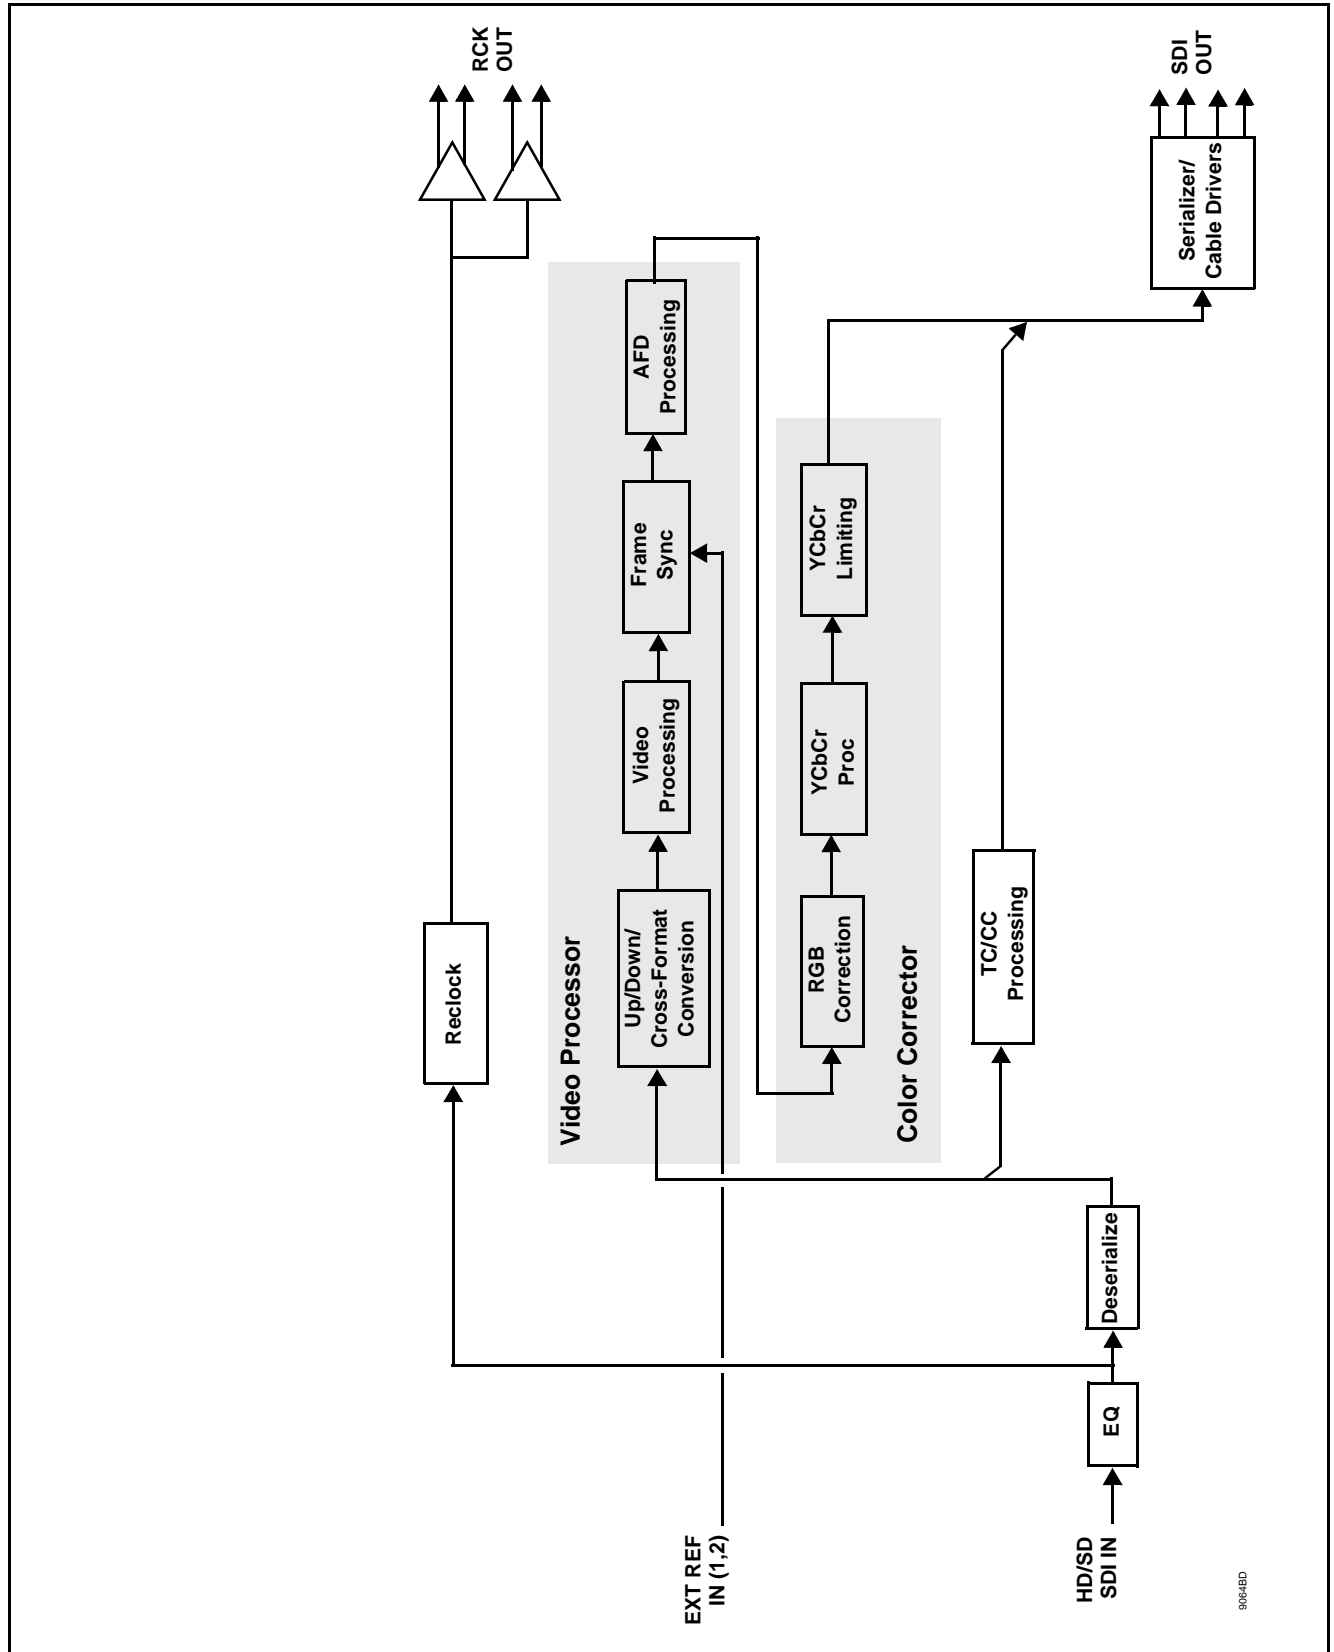 RCK
OUT
Reclock
Video Processor
Up/Down/
Cross-Format
Conversion
Video
Processing
Frame
Sync
AFD
Processing
EXT REF
IN (1,2)
RGB
Correction
YCbCr
Proc
YCbCr
Limiting
Color Corrector
TC/CC
Processing
HD/SD
SDI IN
EQ
Deserialize
Serializer/
Cable Drivers
SDI
OUT
9064BD